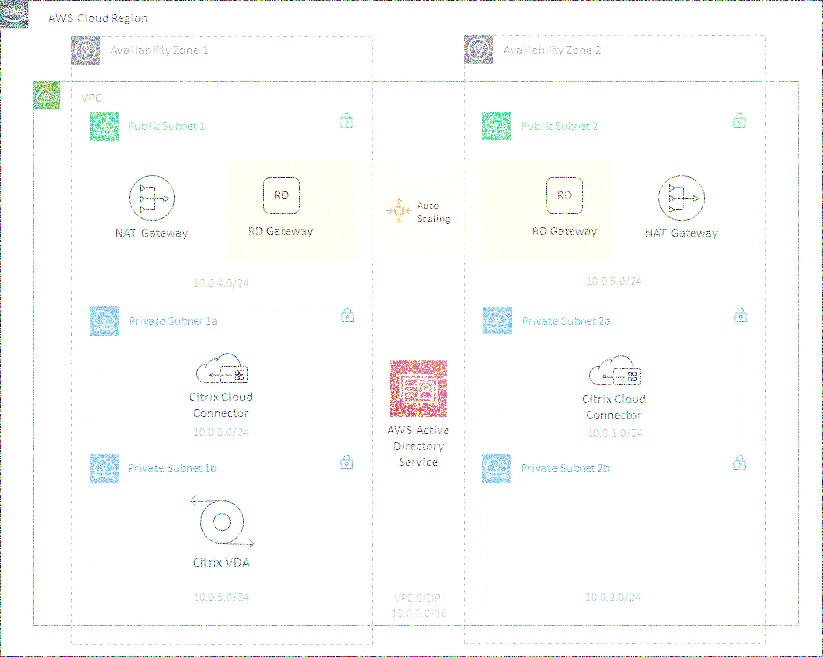 AWS Cloud Region
Availability Zone 1
Availability Zone 2
VPC
Public Subnet 1
Public Subnet 2
RD
RD
NAT Gateway
RD Gateway
Auto
Scaling
RD Gateway
NAT Gateway
10.0.4.0/24
10.0.5.0/24
Private Subnet 1a
Private Subnet 2a
Citrix Cloud
Connector
10.0.0.0/24
Citrix Cloud
Connector
10.0.1.0/24
AWS Active
Directory
Service
Private Subnet 1b
Private Subnet 2b
Citrix VDA
10.0.3.0/24
VPC CIDR
10.0.0.0/16
10.0.2.0/24